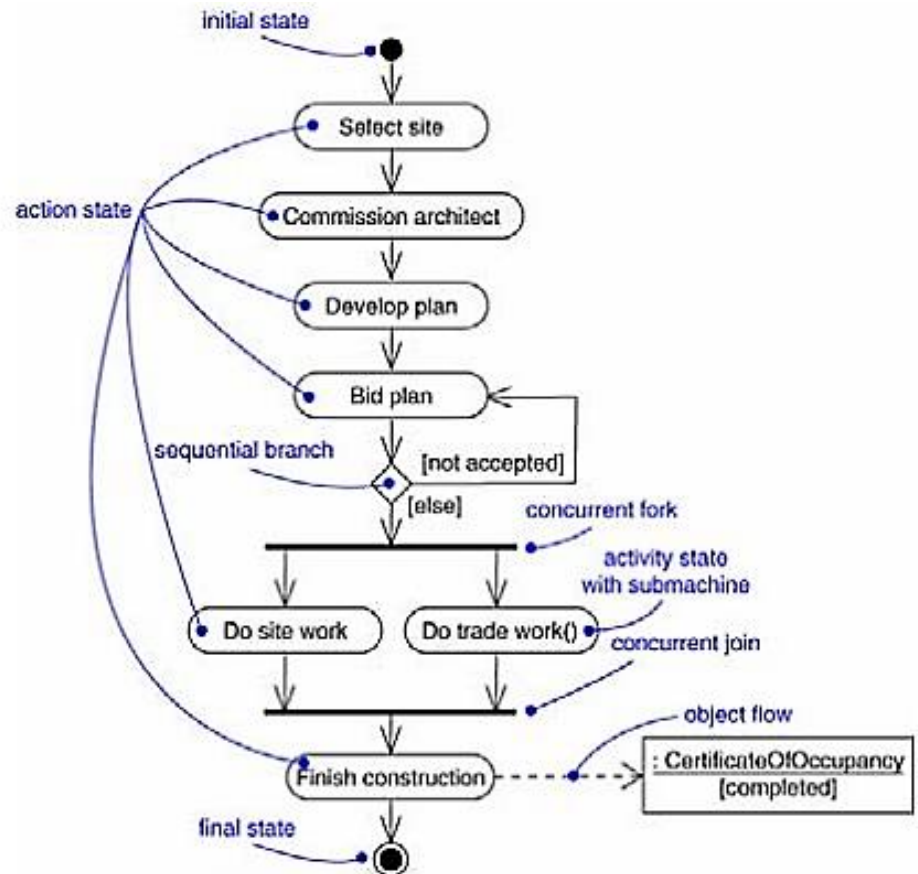 initial state
Select site
action state
Commission architect
Develop plan
Bid plan
sequential branch
[not accepted]
[else]
concurrent fork
activity state
with submachine
Do site work
Do trade work()
concurrent join
object flow
: CertificateOfOccupancy
[completed]
Finish construction
final state